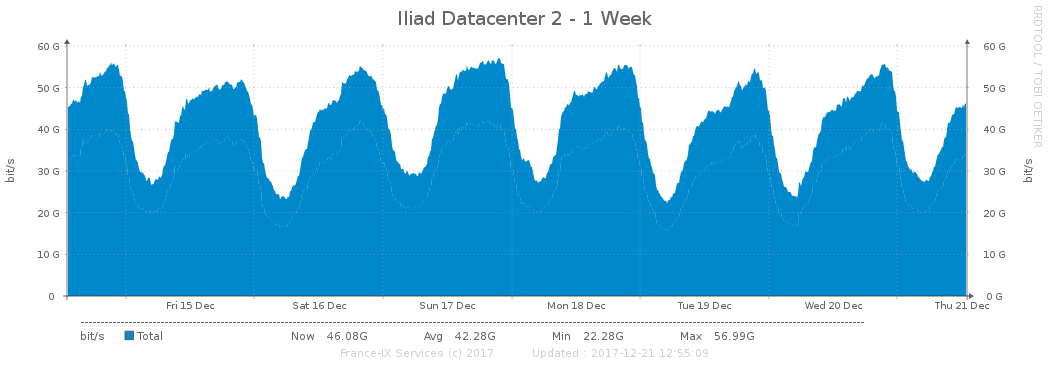 Iliad Datacenter 2 - 1 Week
RRDTOOL / TOBI OETIKER
60 G 60 G
50 G 50 G
40 G 40 G
30 G 30 G
20 G 20 G
10 G 10 G
0 0 G
bit/s
bit/s
Fri 15 Dec Sat 16 Dec Sun 17 Dec Mon 18 Dec Tue 19 Dec Wed 20 Dec Thu 21 Dec
bit/s Total Now 46.08G Avg 42.28G Min 22.28G Max 56.99G
France-IX Services (c) 2017 Updated : 2017-12-21 12:55:09